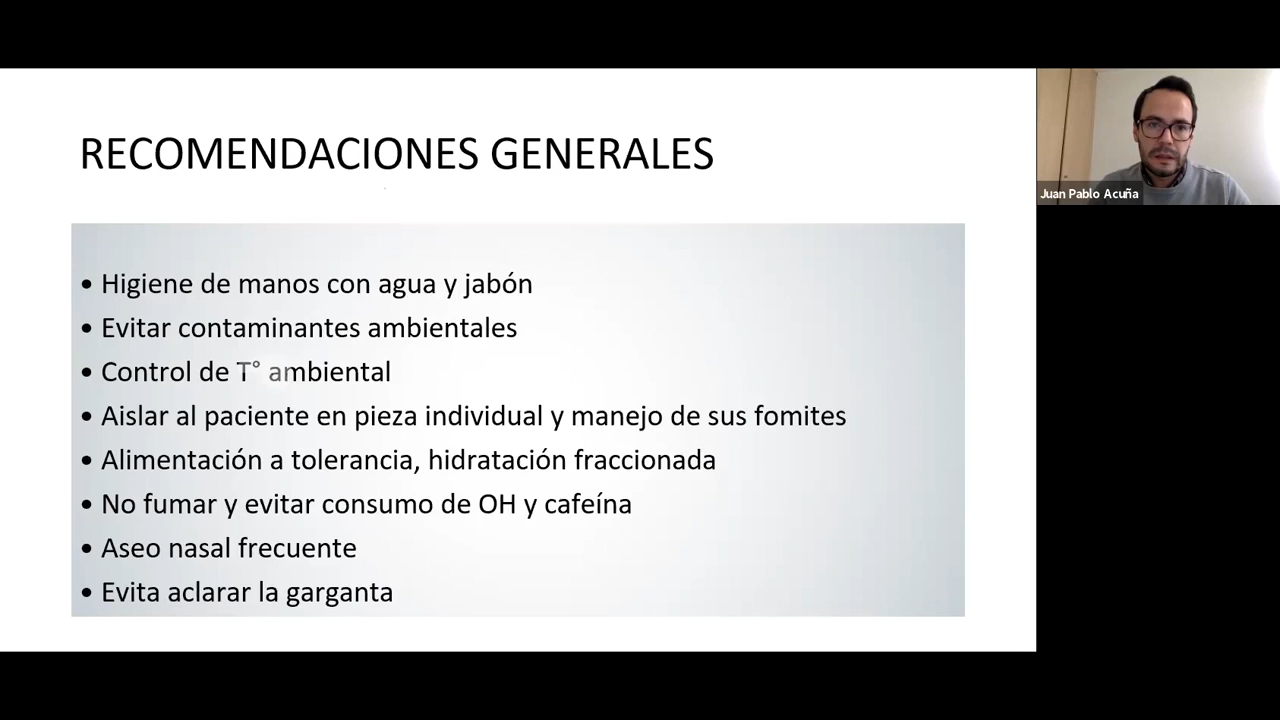 RECOMENDACIONES GENERALES
• Higiene de manos con agua y jabón
• Evitar contaminantes ambientales
• Control de T° ambiental
• Aislar al paciente en pieza individual y manejo de sus fomites
• Alimentación a tolerancia, hidratación fraccionada
• No fumar y evitar consumo de OH y cafeína
• Aseo nasal frecuente
• Evita aclarar la garganta
Juan Pablo Acuña